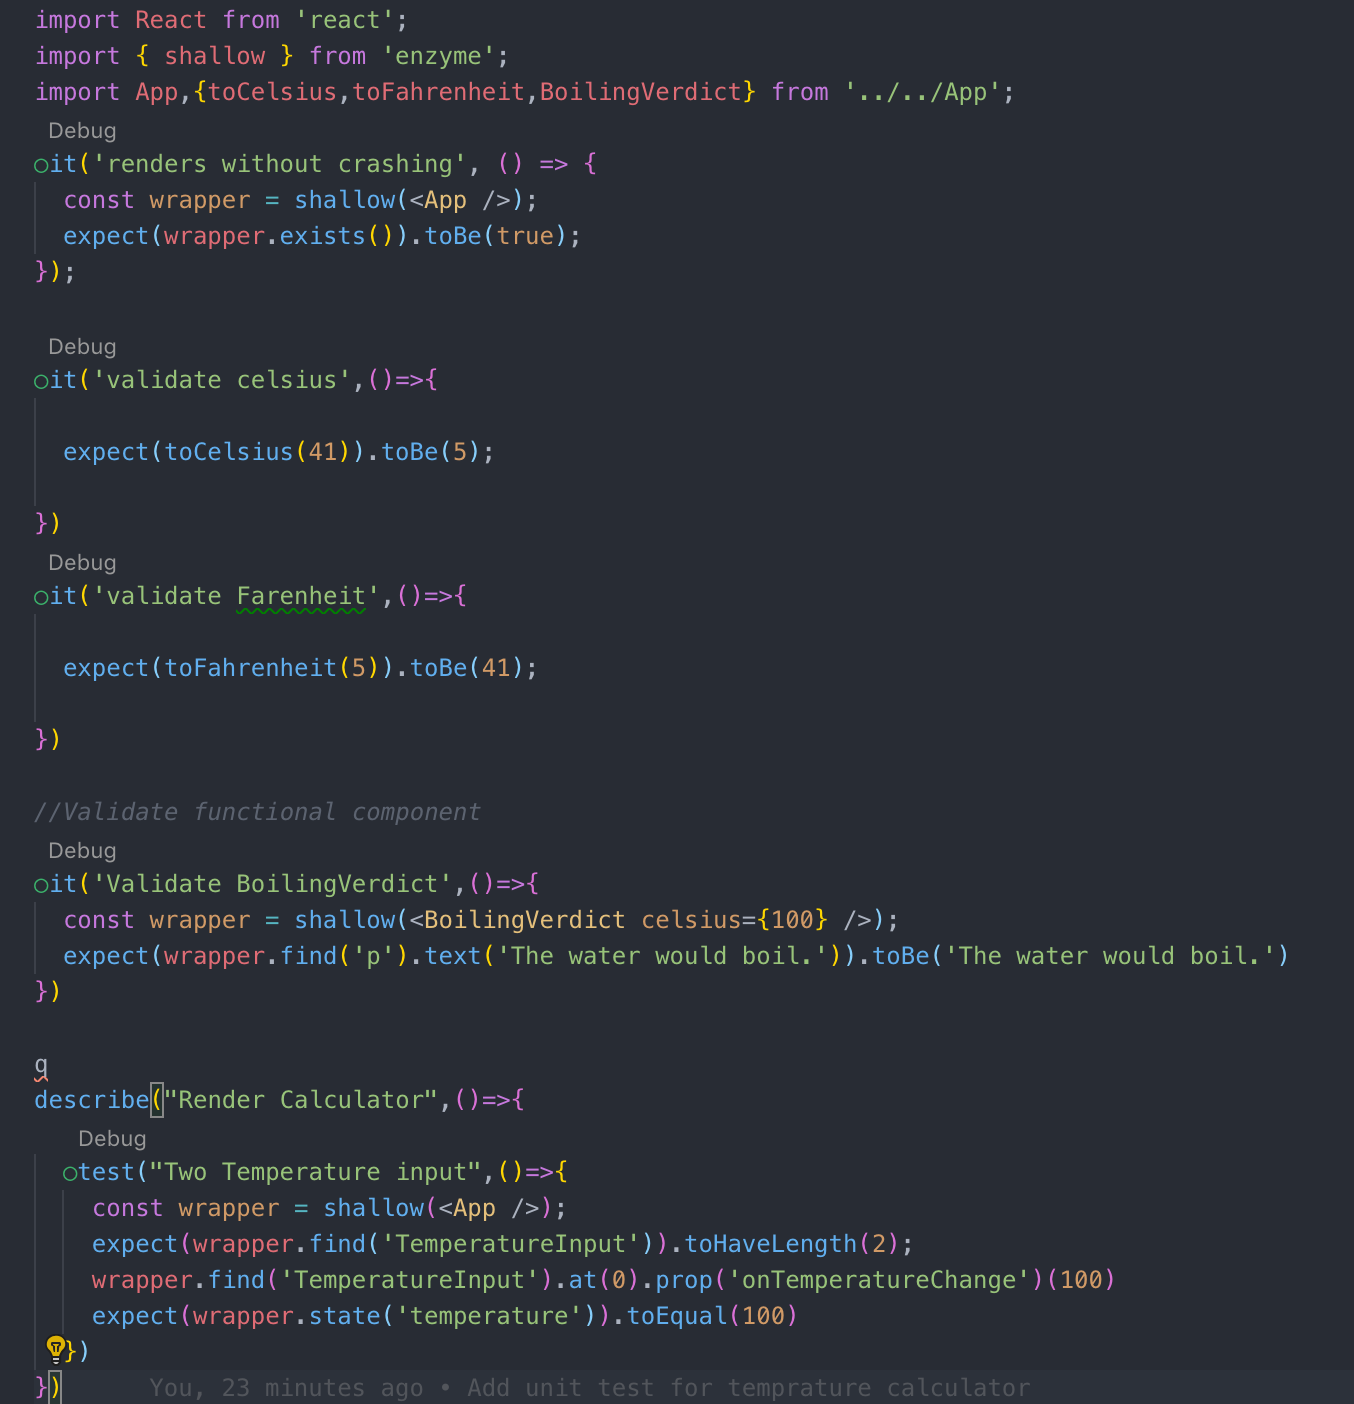 import React from 'react';
import { shallow } from 'enzyme';
import App,{toCelsius,toFahrenheit,BoilingVerdict} from '../../App';
Debug
it('renders without crashing', () => {
  const wrapper = shallow(<App />);
  expect(wrapper.exists()).toBe(true);
});
Debug
it('validate celsius',()=>{
  expect(toCelsius(41)).toBe(5);
})
Debug
it('validate Farenheit',()=>{
  expect(toFahrenheit(5)).toBe(41);
})
//Validate functional component
Debug
it('Validate BoilingVerdict',()=>{
  const wrapper = shallow(<BoilingVerdict celsius={100} />);
  expect(wrapper.find('p').text('The water would boil.')).toBe('The water would boil.')
})
q
describe("Render Calculator",()=>{
Debug
  test("Two Temperature input",()=>{
    const wrapper = shallow(<App />);
    expect(wrapper.find('TemperatureInput')).toHaveLength(2);
    wrapper.find('TemperatureInput').at(0).prop('onTemperatureChange')(100)
    expect(wrapper.state('temperature')).toEqual(100)
  })
}) You, 23 minutes ago • Add unit test for temprature calculator